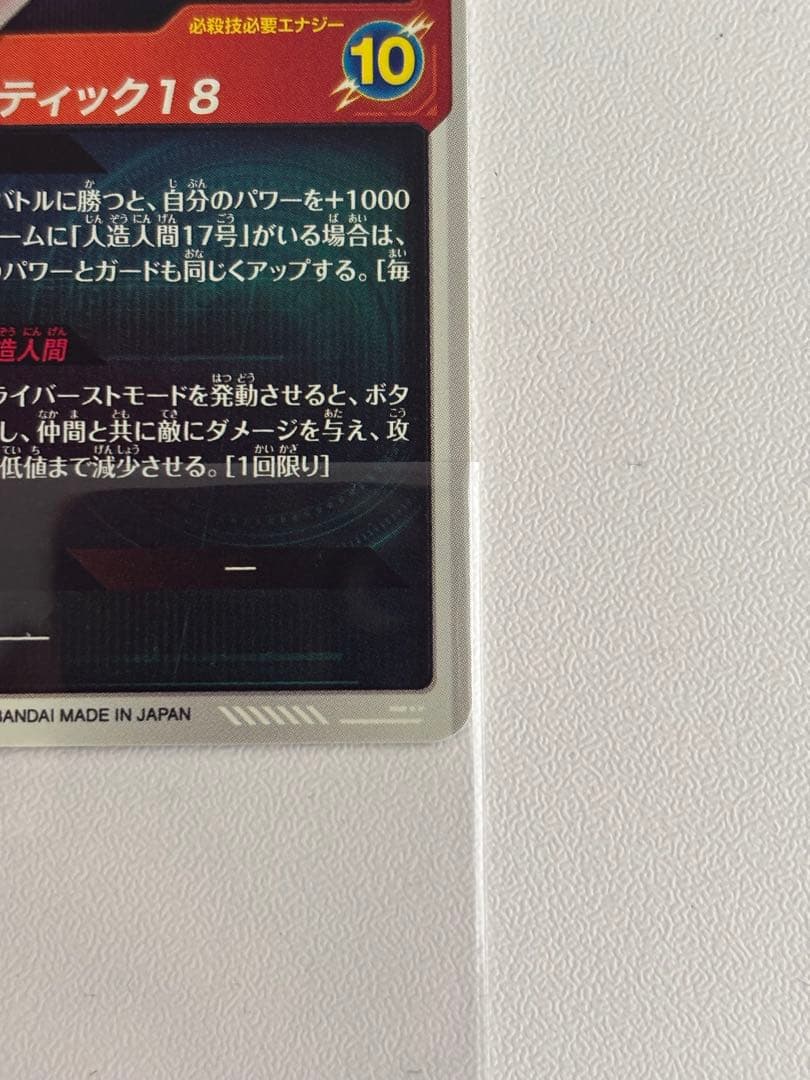 必殺技必要エナジー
10
ティック18
バトルに勝つと、自分のパワーを+1000
ームに「人造人間17号」がいる場合は、
のパワーとガードも同じくアップする。[毎
造人間
ライバーストモードを発動させると、ボタ
し、仲間と共に敵にダメージを与え、攻
低値まで減少させる。[1回限り]
ー
BANDAI MADE IN JAPAN